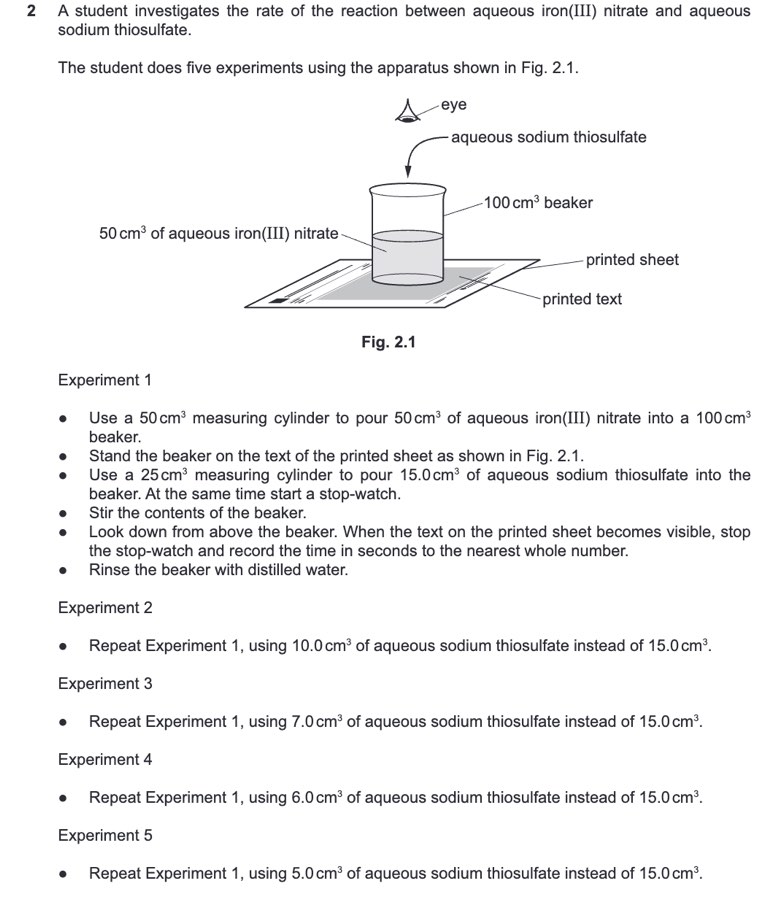 2 A student investigates the rate of the reaction between aqueous iron(III) nitrate and aqueous
sodium thiosulfate.
The student does five experiments using the apparatus shown in Fig. 2.1.
eye
aqueous sodium thiosulfate
100 cm³ beaker
50 cm³ of aqueous iron(III) nitrate
printed sheet
printed text
Fig. 2.1
Experiment 1
• Use a 50 cm³ measuring cylinder to pour 50 cm³ of aqueous iron(III) nitrate into a 100 cm³
beaker.
• Stand the beaker on the text of the printed sheet as shown in Fig. 2.1.
• Use a 25 cm³ measuring cylinder to pour 15.0 cm³ of aqueous sodium thiosulfate into the
beaker. At the same time start a stop-watch.
• Stir the contents of the beaker.
• Look down from above the beaker. When the text on the printed sheet becomes visible, stop
the stop-watch and record the time in seconds to the nearest whole number.
• Rinse the beaker with distilled water.
Experiment 2
• Repeat Experiment 1, using 10.0 cm³ of aqueous sodium thiosulfate instead of 15.0 cm³.
Experiment 3
• Repeat Experiment 1, using 7.0 cm³ of aqueous sodium thiosulfate instead of 15.0 cm³.
Experiment 4
• Repeat Experiment 1, using 6.0 cm³ of aqueous sodium thiosulfate instead of 15.0 cm³.
Experiment 5
• Repeat Experiment 1, using 5.0 cm³ of aqueous sodium thiosulfate instead of 15.0 cm³.